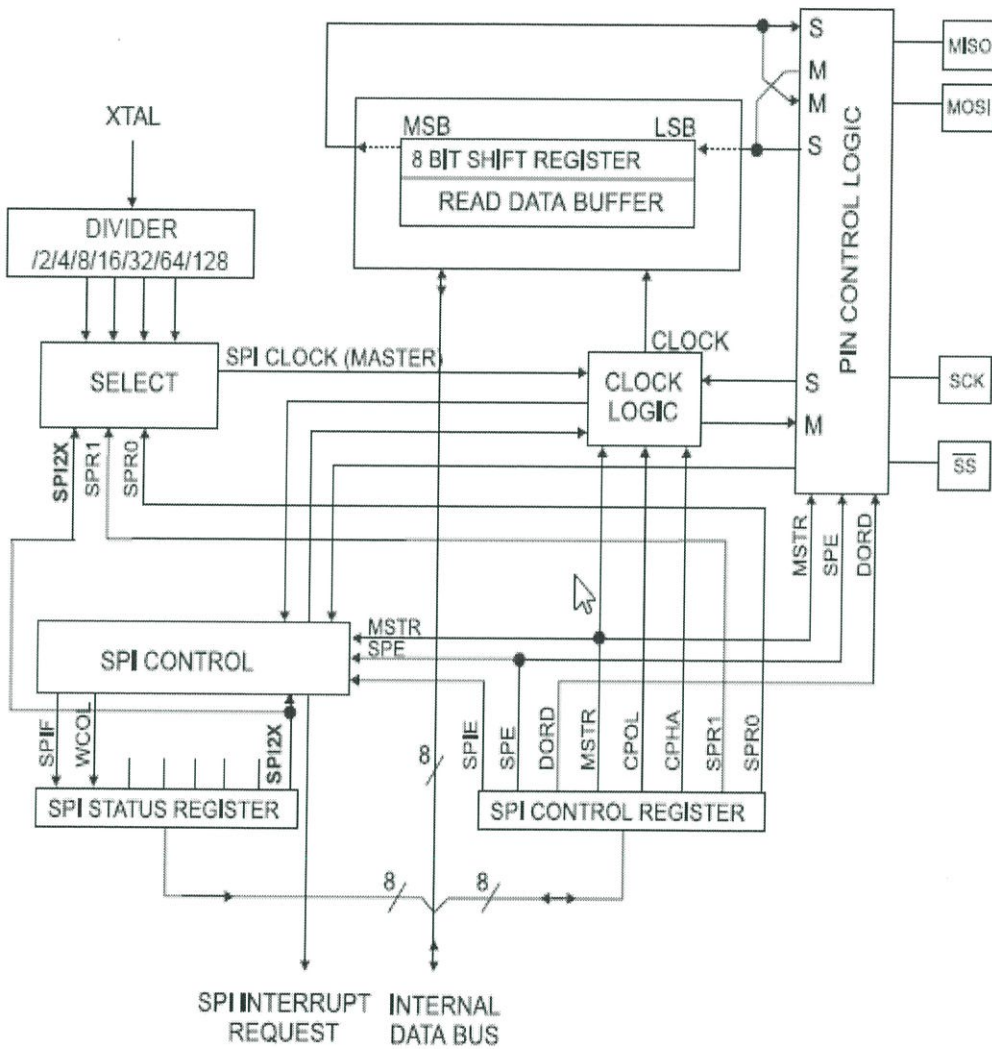 S
MISO
M
MOSI
M
S
XTAL
MSB
LSB
8 BIT SHIFT REGISTER
READ DATA BUFFER
DIVIDER
/2/4/8/16/32/64/128
PIN CONTROL LOGIC
SPI CLOCK (MASTER)
CLOCK
SELECT
CLOCK
LOGIC
S
SCK
M
SS
SPI2X
SPR1
SPR0
MSTR
SPE
DORD
MSTR
SPE
SPI CONTROL
SPIF
WCOL
SPI2X
8
SPIE
SPE
DORD
MSTR
CPOL
CPHA
SPR1
SPR0
SPI STATUS REGISTER
SPI CONTROL REGISTER
8
8
SPI INTERRUPT
REQUEST
INTERNAL
DATA BUS